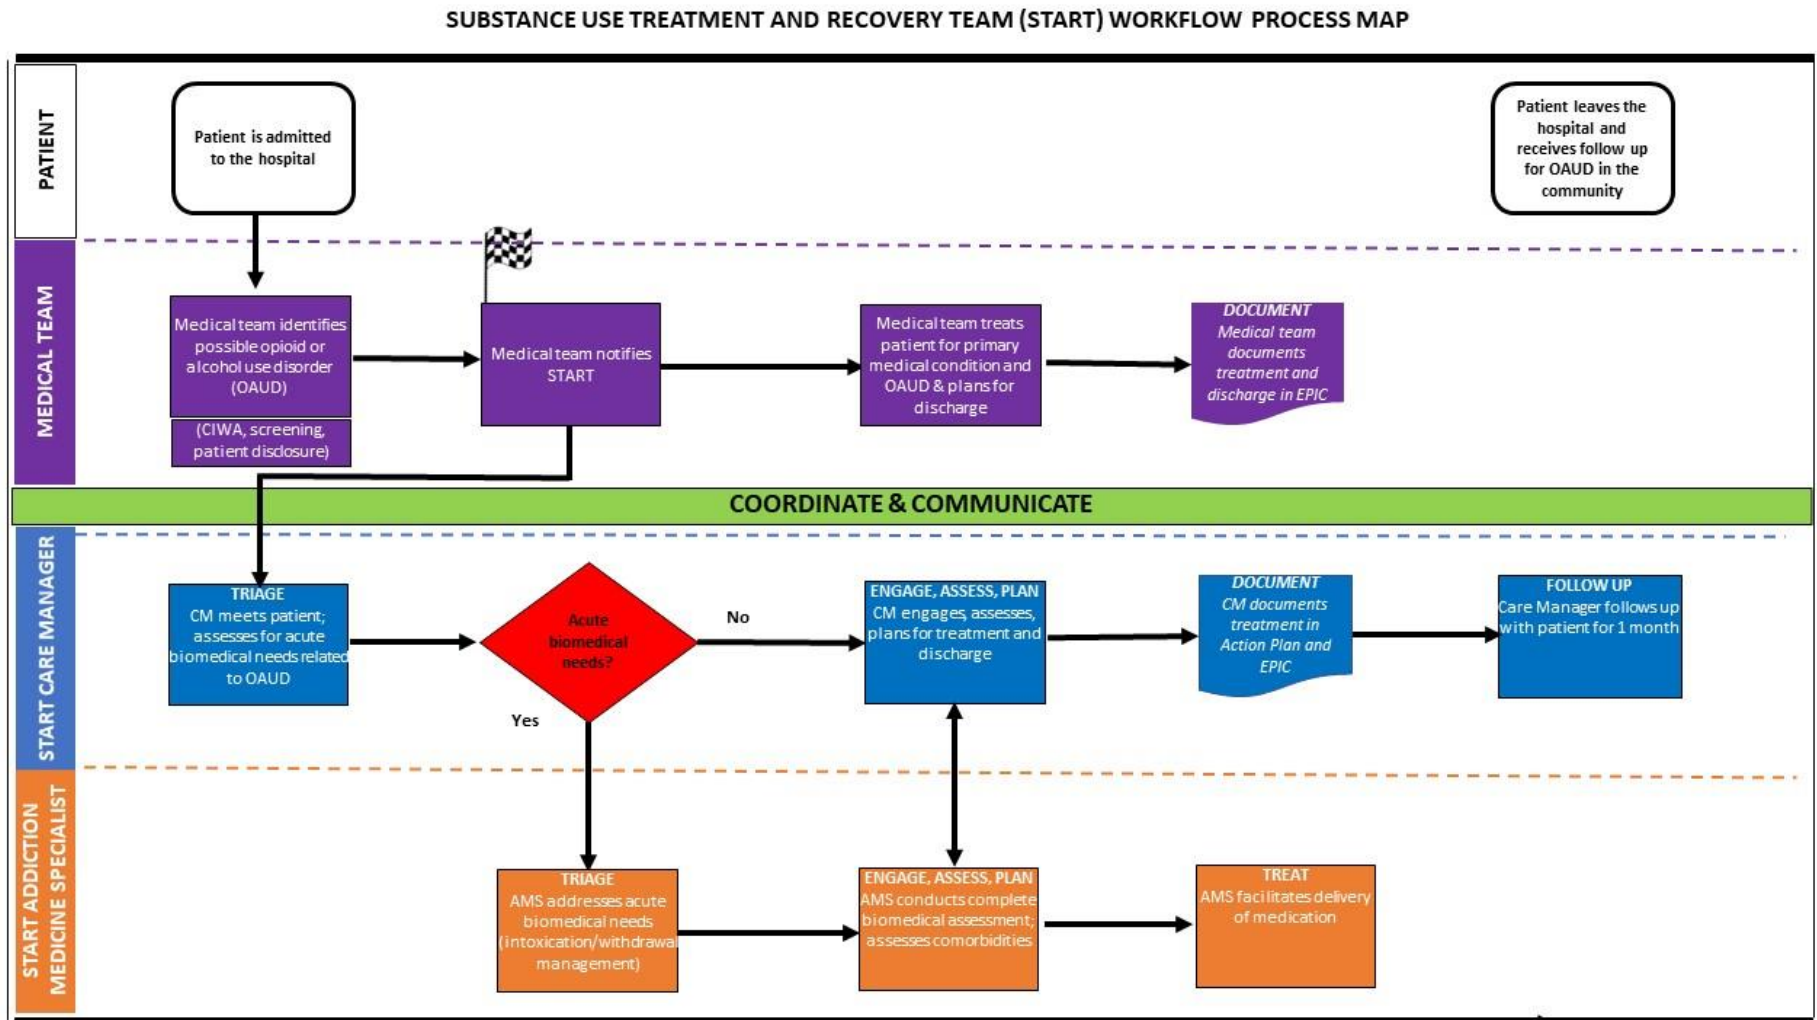 SUBSTANCE USE TREATMENT AND RECOVERY TEAM (START) WORKFLOW PROCESS MAP
PATIENT
Patient is admitted
to the hospital
Patient leaves the
hospital and
receives follow up
for OAUD in the
community
MEDICAL TEAM
Medical team identifies
possible opioid or
alcohol use disorder
(OAUD)
(CIWA, screening,
patient disclosure)
Medical team notifies
START
Medical team treats
patient for primary
medical condition and
OAUD & plans for
discharge
DOCUMENT
Medical team
documents
treatment and
discharge in EPIC
COORDINATE & COMMUNICATE
START CARE MANAGER
TRIAGE
CM meets patient;
assesses for acute
biomedical needs related
to OAUD
Acute
biomedical
needs?
No
Yes
ENGAGE, ASSESS, PLAN
CM engages, assesses,
plans for treatment and
discharge
DOCUMENT
CM documents
treatment in
Action Plan and
EPIC
FOLLOW UP
Care Manager follows up
with patient for 1 month
START ADDICTION
MEDICINE SPECIALIST
TRIAGE
AMS addresses acute
biomedical needs
(intoxication/withdrawal
management)
ENGAGE, ASSESS, PLAN
AMS conducts complete
biomedical assessment;
assesses comorbidities
TREAT
AMS facilitates delivery
of medication